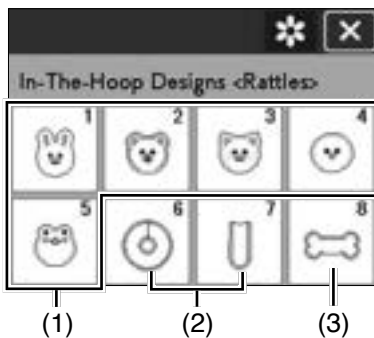 In-The-Hoop Designs <Rattles>
1 2 3 4
5 6 7 8
(1) (2) (3)